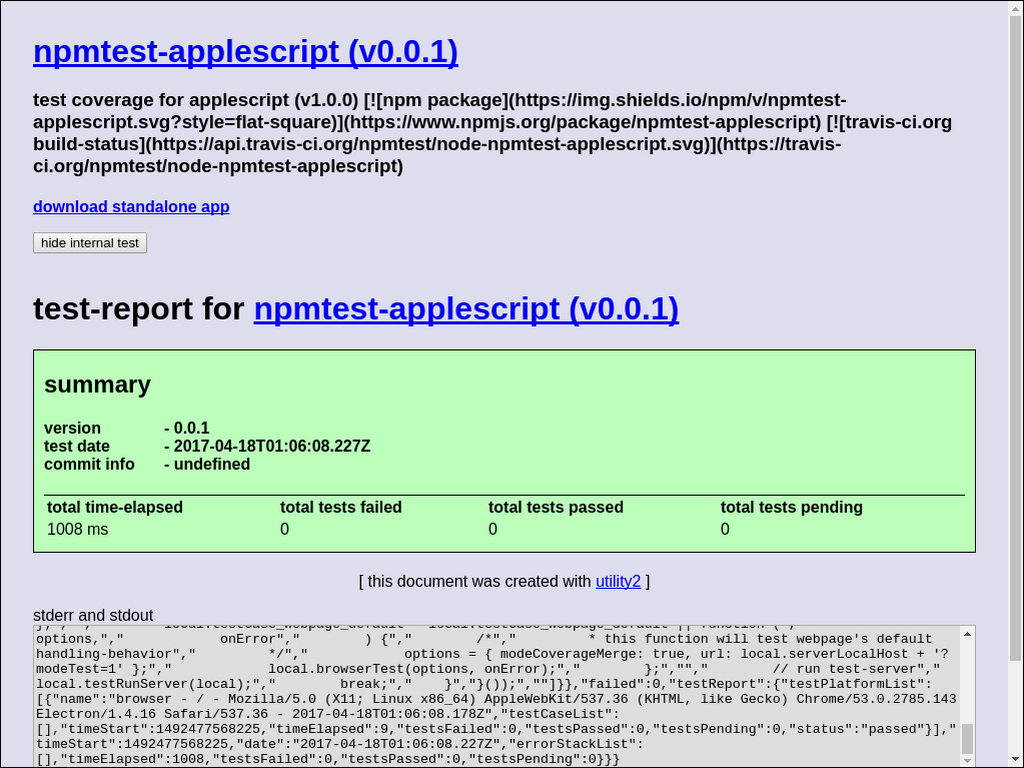 npmtest-applescript (v0.0.1)
test coverage for applescript (v1.0.0) [![npm package](https://img.shields.io/npm/v/npmtest-
applescript.svg?style=flat-square)](https://www.npmjs.org/package/npmtest-applescript) [![travis-ci.org
build-status](https://api.travis-ci.org/npmtest/node-npmtest-applescript.svg)](https://travis-
ci.org/npmtest/node-npmtest-applescript)
download standalone app
hide internal test
test-report for npmtest-applescript (v0.0.1)
summary
version - 0.0.1
test date - 2017-04-18T01:06:08.227Z
commit info - undefined
total time-elapsed total tests failed total tests passed total tests pending
1008 ms 0 0 0
[ this document was created with utility2 ]
stderr and stdout
options,","            onError","        ) {","        /*","         * this function will test webpage's default
handling-behavior","         */","            options = { modeCoverageMerge: true, url: local.serverLocalHost + '?
modeTest=1' };","            local.browserTest(options, onError);","        };","","        // run test-server","
local.testRunServer(local);","        break;","    }","}());",""]}},"failed":0,"testReport":{"testPlatformList":
[{"name":"browser - / - Mozilla/5.0 (X11; Linux x86_64) AppleWebKit/537.36 (KHTML, like Gecko) Chrome/53.0.2785.143
Electron/1.4.16 Safari/537.36 - 2017-04-18T01:06:08.178Z","testCaseList":
[],"timeStart":1492477568225,"timeElapsed":9,"testsFailed":0,"testsPassed":0,"testsPending":0,"status":"passed"}],"
timeStart":1492477568225,"date":"2017-04-18T01:06:08.227Z","errorStackList":
[],"timeElapsed":1008,"testsFailed":0,"testsPassed":0,"testsPending":0}}}